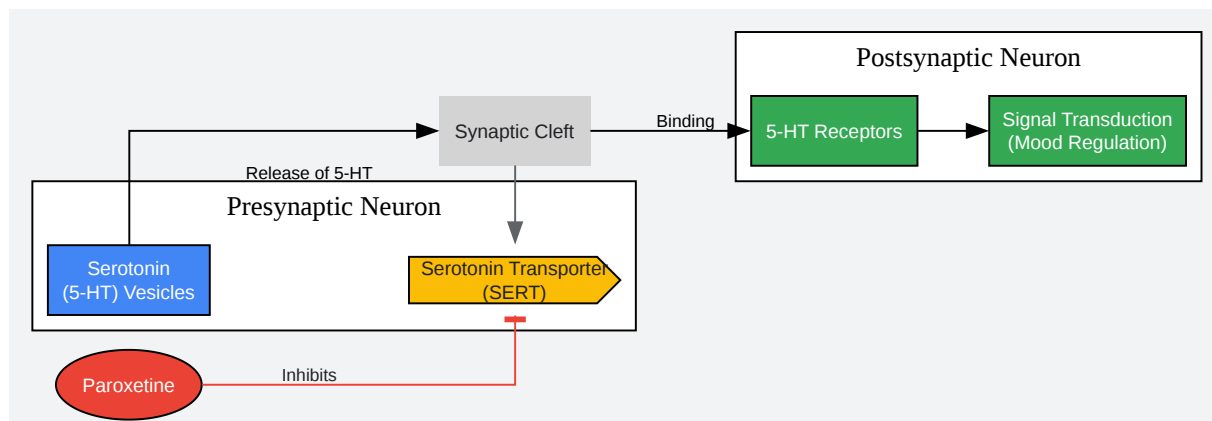 Postsynaptic Neuron
Synaptic Cleft
Binding
5-HT Receptors
Signal Transduction
(Mood Regulation)
Release of 5-HT
Presynaptic Neuron
Serotonin
(5-HT) Vesicles
Serotonin Transporter
(SERT)
Paroxetine
Inhibits